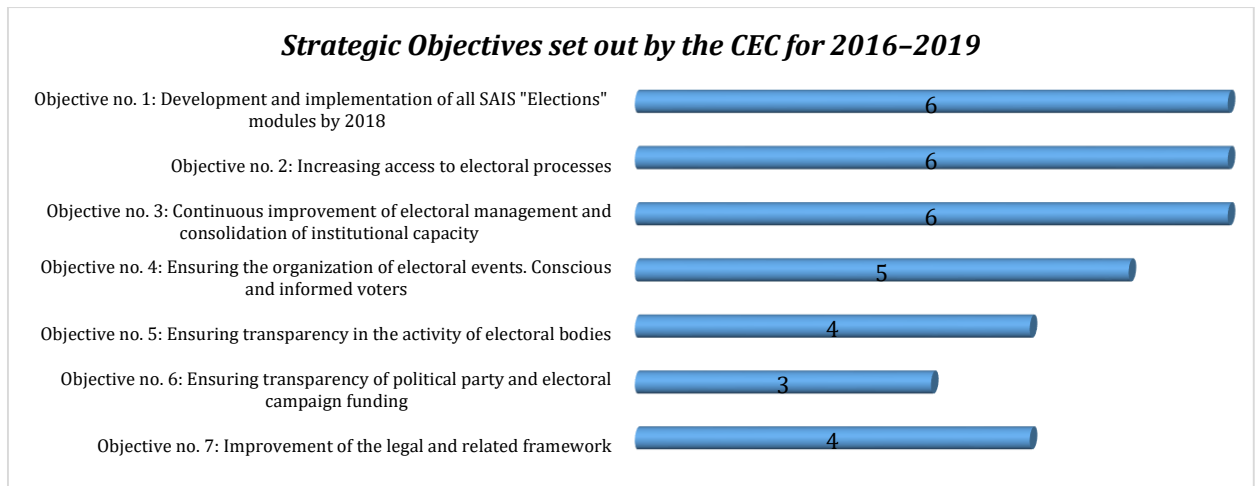 Strategic Objectives set out by the CEC for 2016–2019
Objective no. 1: Development and implementation of all SAIS "Elections"
modules by 2018
6
Objective no. 2: Increasing access to electoral processes
6
Objective no. 3: Continuous improvement of electoral management and
consolidation of institutional capacity
6
Objective no. 4: Ensuring the organization of electoral events. Conscious
and informed voters
5
Objective no. 5: Ensuring transparency in the activity of electoral bodies
4
Objective no. 6: Ensuring transparency of political party and electoral
campaign funding
3
Objective no. 7: Improvement of the legal and related framework
4